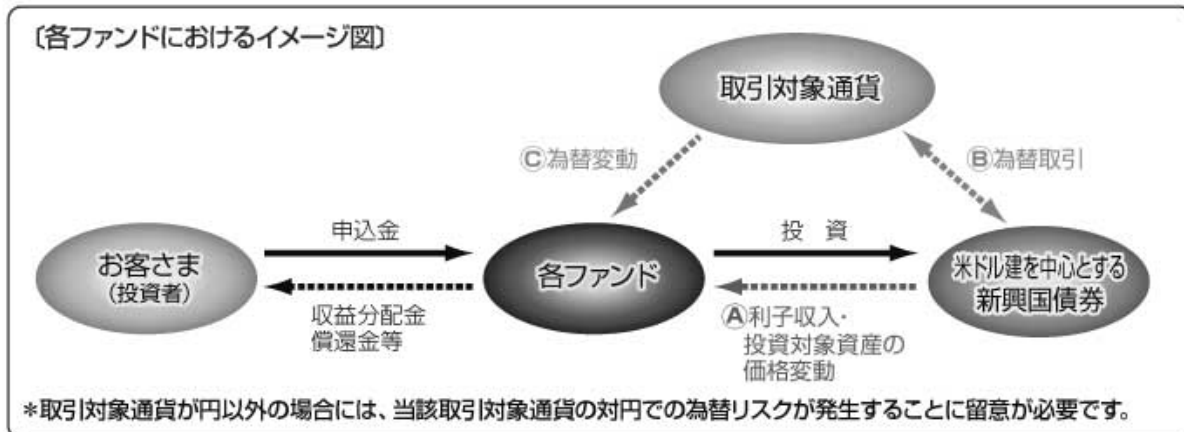 〔各ファンドにおけるイメージ図〕
取引対象通貨
Ⓒ為替変動
Ⓑ為替取引
お客さま
(投資者)
申込金
収益分配金
償還金等
各ファンド
投 資
Ⓐ利子収入・
投資対象資産の
価格変動
米ドル建を中心とする
新興国債券
*取引対象通貨が円以外の場合には、当該取引対象通貨の対円での為替リスクが発生することに留意が必要です。